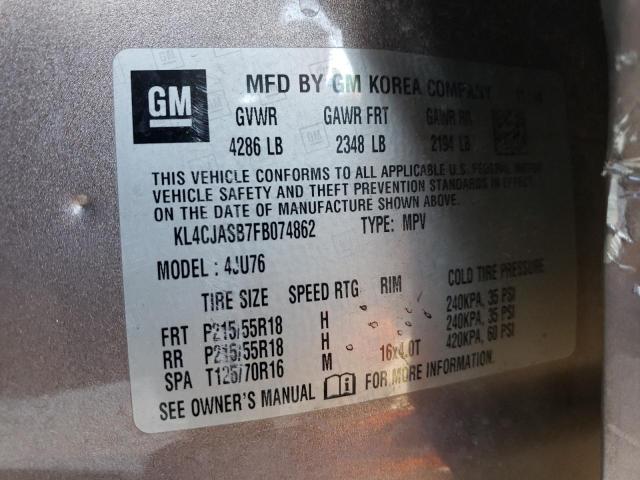 GM
MFD BY GM KOREA COMPANY
GVWR GAWR FRT GAWR RR
4286 LB 2348 LB 2194 LB
THIS VEHICLE CONFORMS TO ALL APPLICABLE U.S. FEDERAL MOTOR
VEHICLE SAFETY AND THEFT PREVENTION STANDARDS IN EFFECT
ON THE DATE OF MANUFACTURE SHOWN ABOVE.
KL4CJASB7FB074862 TYPE: MPV
MODEL: 4JU76
TIRE SIZE SPEED RTG RIM COLD TIRE PRESSURE
FRT P215/55R18 H 240KPA, 35 PSI
RR P215/55R18 H 240KPA, 35 PSI
SPA T125/70R16 M 16x4.0T 420KPA, 60 PSI
SEE OWNER'S MANUAL FOR MORE INFORMATION.